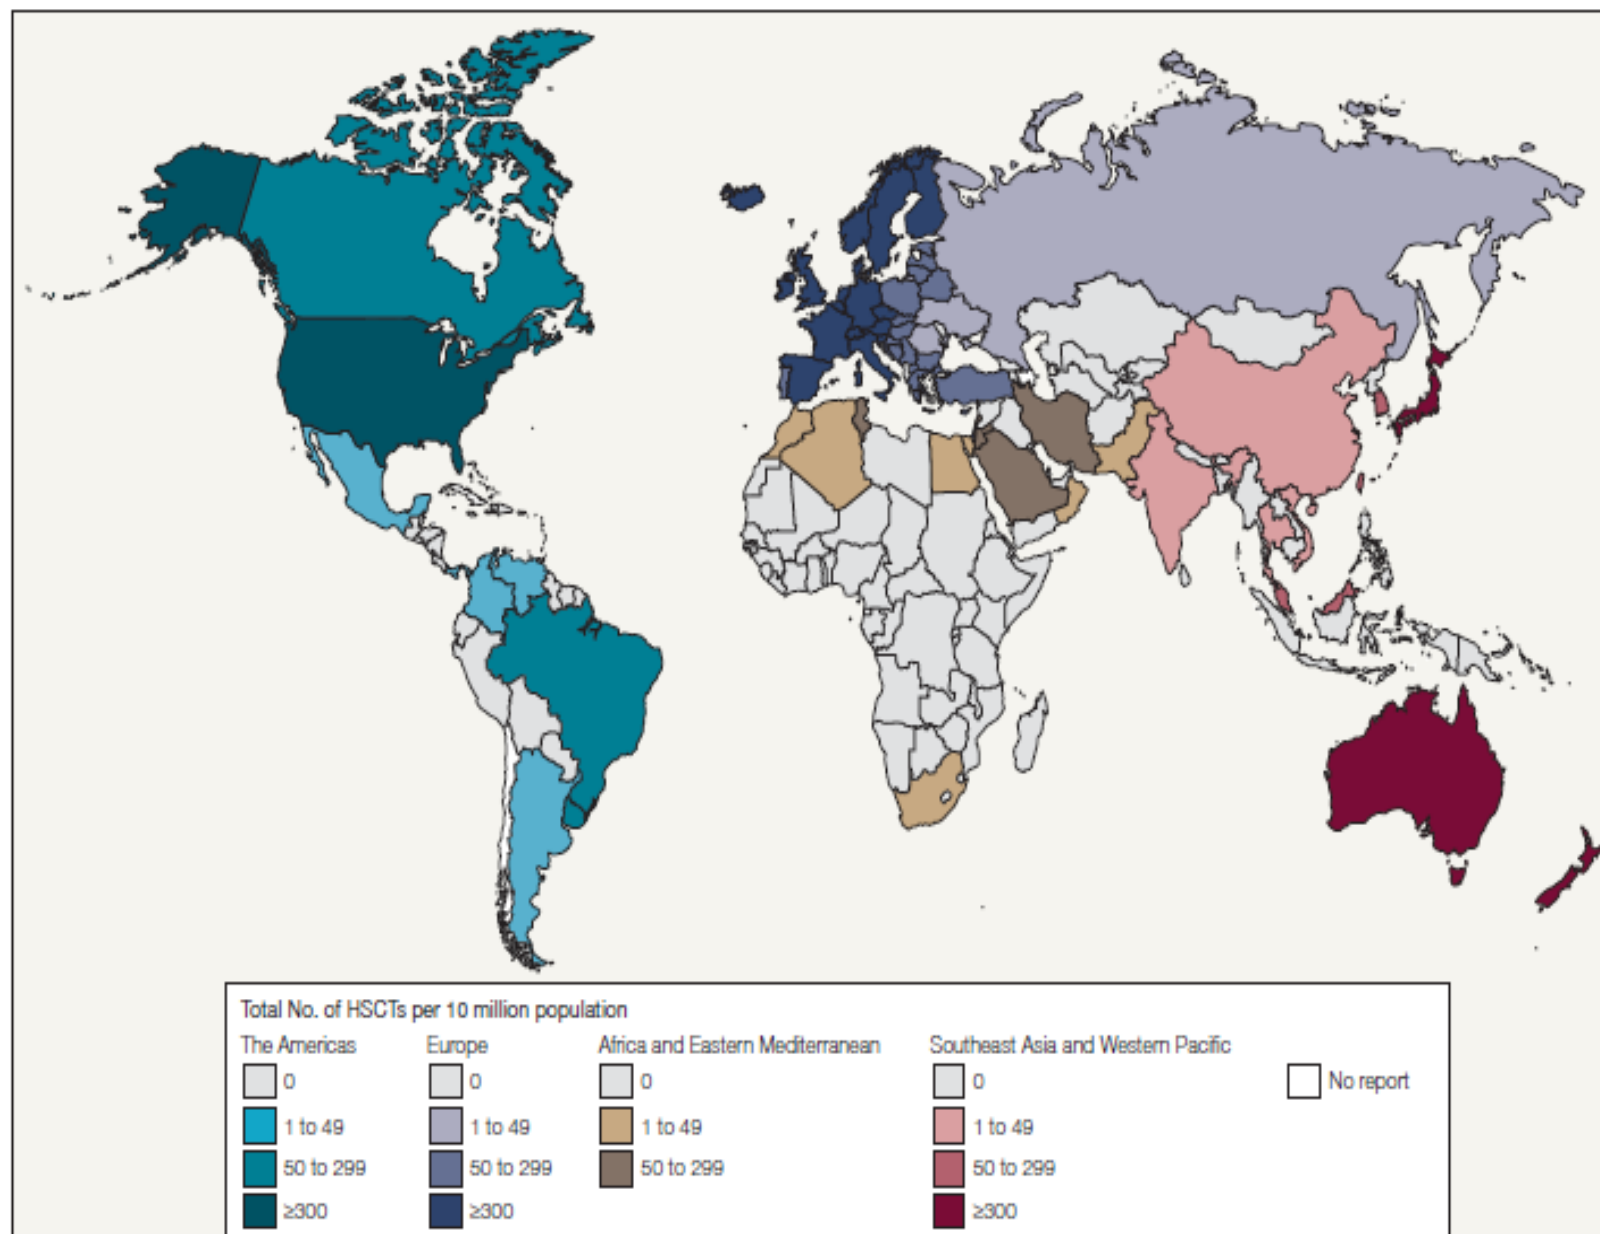 Total No. of HSCTs per 10 million population
The Americas
0
1 to 49
50 to 299
≥300
Europe
0
1 to 49
50 to 299
≥300
Africa and Eastern Mediterranean
0
1 to 49
50 to 299
Southeast Asia and Western Pacific
0
1 to 49
50 to 299
≥300
No report